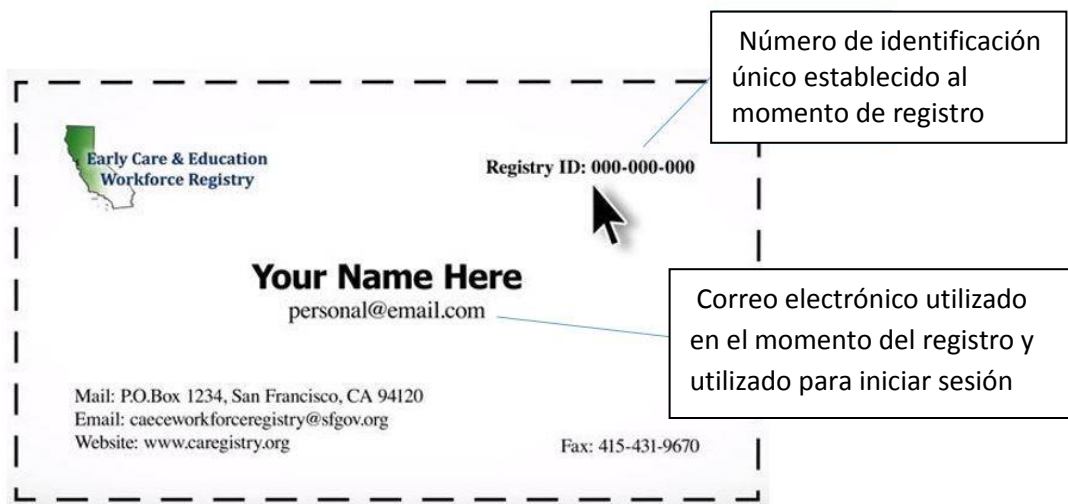 Número de identificación
único establecido al
momento de registro
Early Care & Education
Workforce Registry
Registry ID: 000-000-000
Your Name Here
personal@email.com
Correo electrónico utilizado
en el momento del registro y
utilizado para iniciar sesión
Mail: P.O.Box 1234, San Francisco, CA 94120
Email: caeceworkforceregistry@sfgov.org
Website: www.caregistry.org
Fax: 415-431-9670